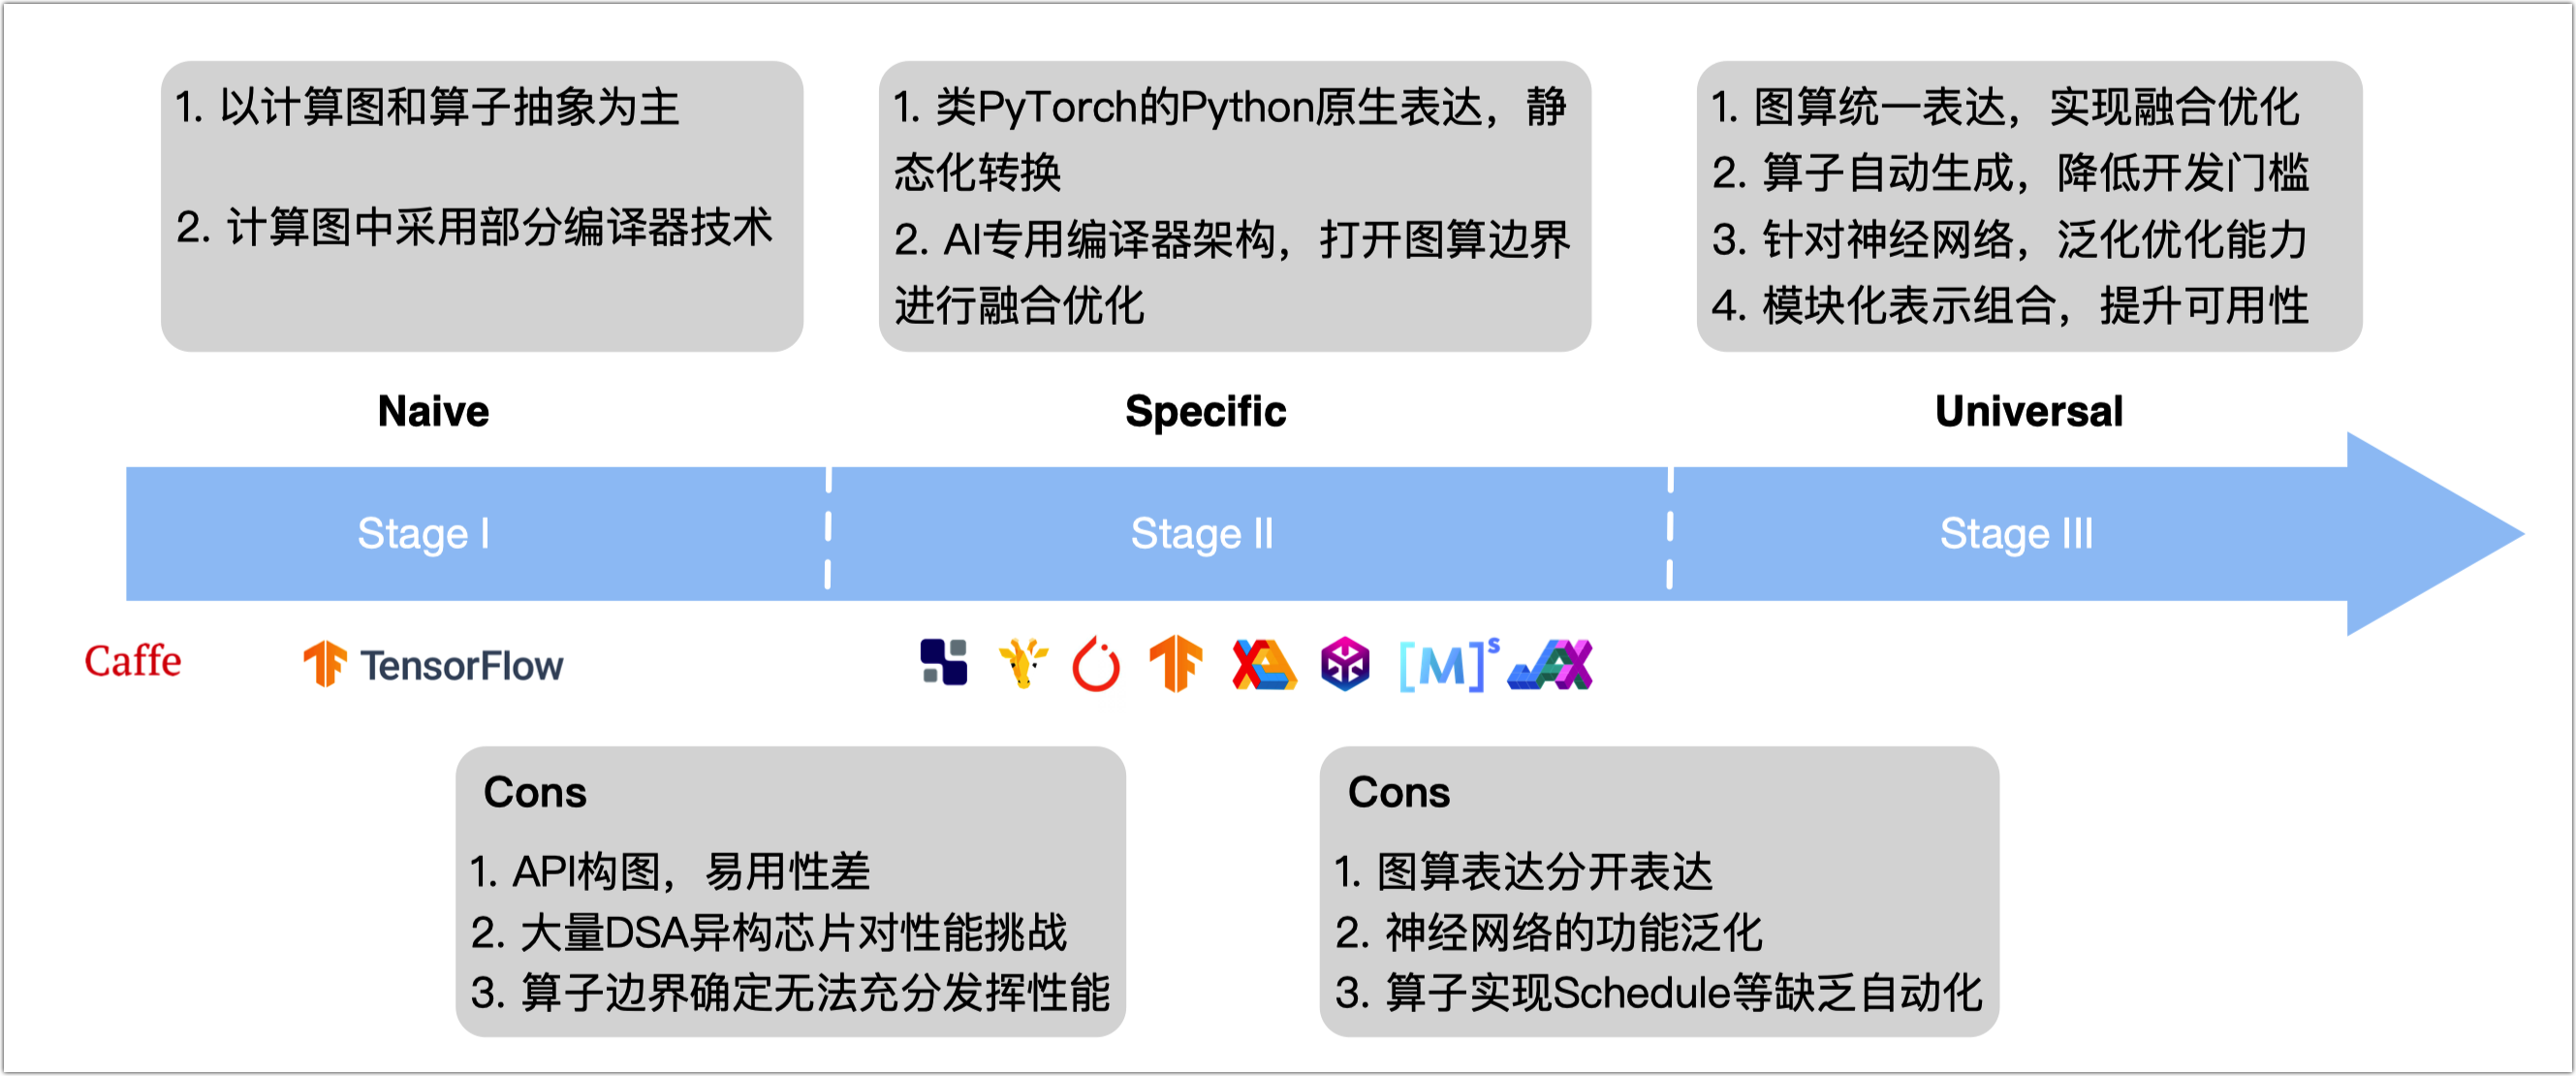 1. 以计算图和算子抽象为主
2. 计算图中采用部分编译器技术
1. 类PyTorch的Python原生表达，静
态化转换
2. AI专用编译器架构，打开图算边界
进行融合优化
1. 图算统一表达，实现融合优化
2. 算子自动生成，降低开发门槛
3. 针对神经网络，泛化优化能力
4. 模块化表示组合，提升可用性
Naive
Specific
Universal
Stage I
Stage II
Stage III
Caffe
TensorFlow
[M]s
JAX
Cons
1. API构图，易用性差
2. 大量DSA异构芯片对性能挑战
3. 算子边界确定无法充分发挥性能
Cons
1. 图算表达分开表达
2. 神经网络的功能泛化
3. 算子实现Schedule等缺乏自动化